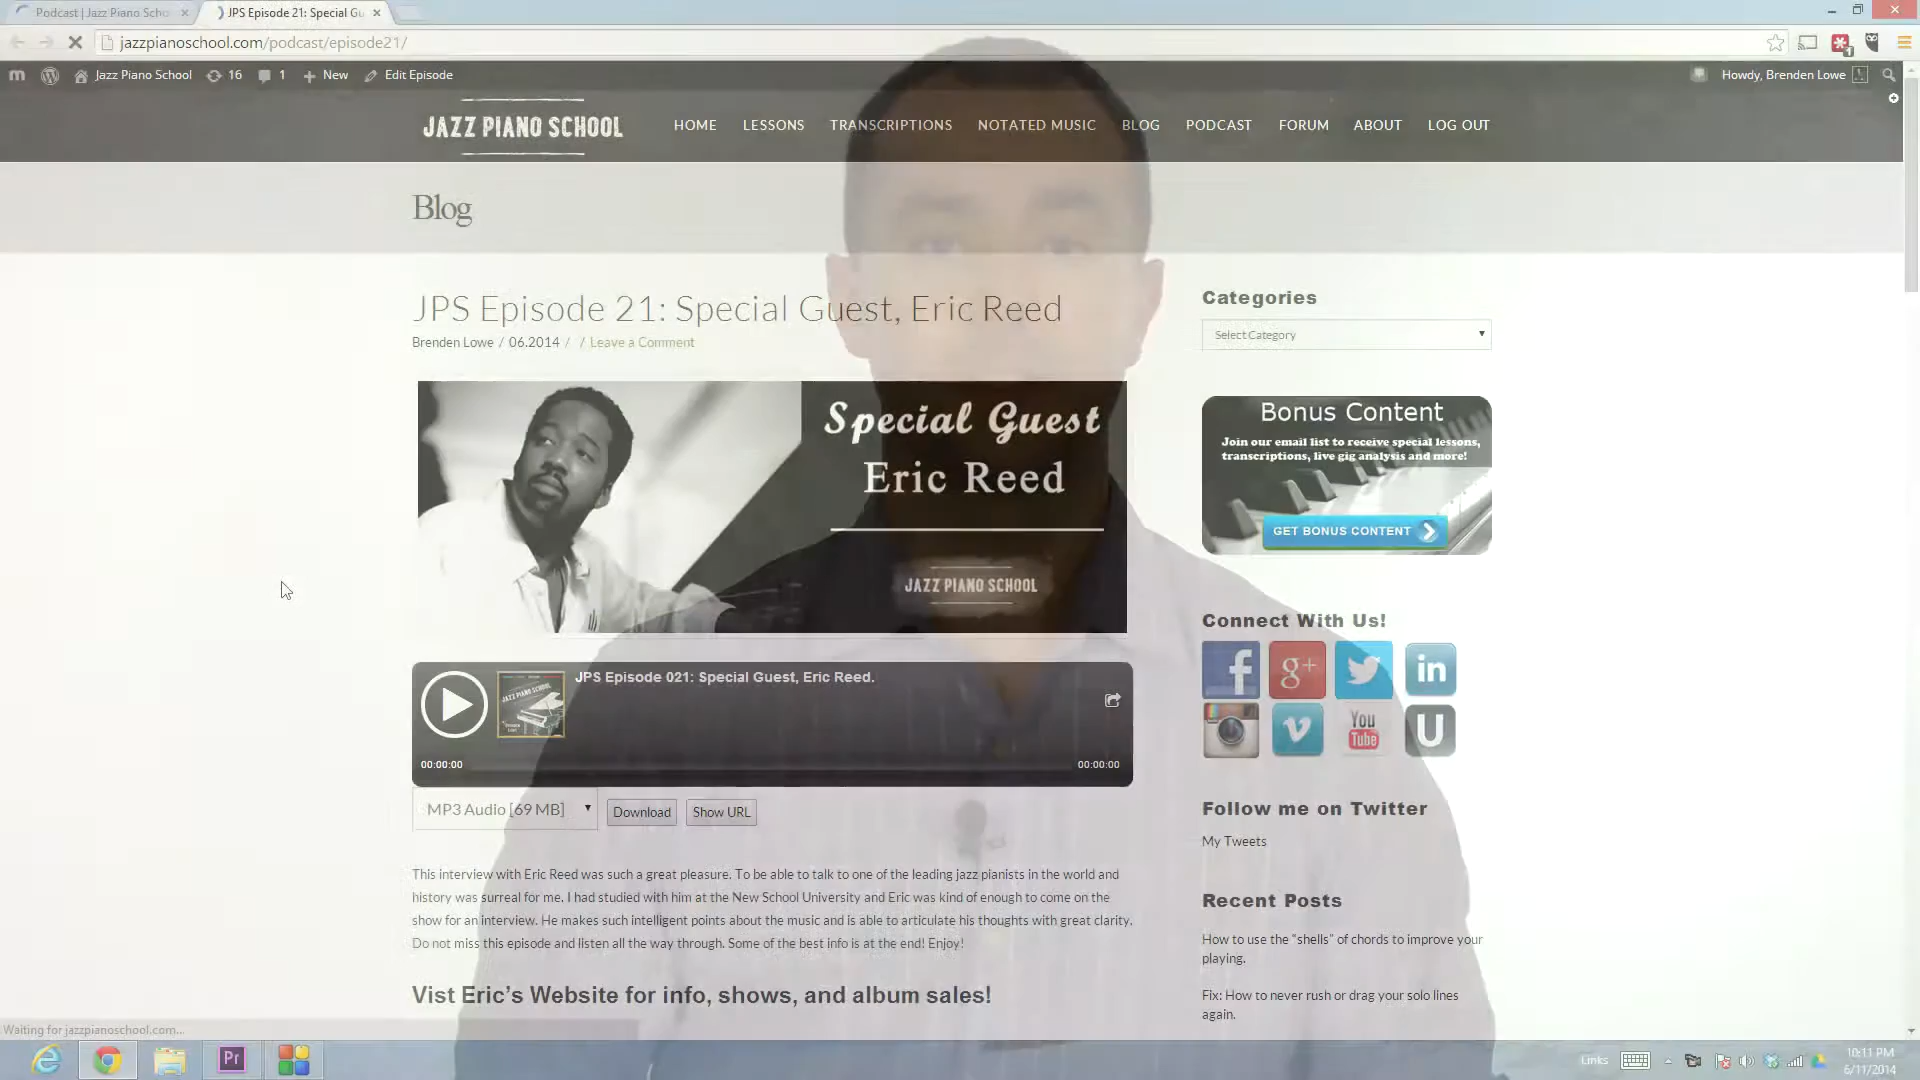 Podcast | Jazz Piano Scho
JPS Episode 21: Special Gu
jazzpianoschool.com/podcast/episode21/
Jazz Piano School 16 1 New Edit Episode
Howdy, Brenden Lowe
JAZZ PIANO SCHOOL
HOME LESSONS TRANSCRIPTIONS NOTATED MUSIC BLOG PODCAST FORUM ABOUT LOG OUT
Blog
JPS Episode 21: Special Guest, Eric Reed
Brenden Lowe / 06.2014 / / Leave a Comment
Special Guest
Eric Reed
JAZZ PIANO SCHOOL
JPS Episode 021: Special Guest, Eric Reed.
JAZZ PIANO SCHOOL
00:00:00
00:00:00
MP3 Audio [69 MB]
Download
Show URL
This interview with Eric Reed was such a great pleasure. To be able to talk to one of the leading jazz pianists in the world and
history was surreal for me. I had studied with him at the New School University and Eric was kind of enough to come on the
show for an interview. He makes such intelligent points about the music and is able to articulate his thoughts with great clarity.
Do not miss this episode and listen all the way through. Some of the best info is at the end! Enjoy!
Vist Eric's Website for info, shows, and album sales!
Categories
Select Category
Bonus Content
Join our email list to receive special lessons,
transcriptions, live gig analysis and more!
GET BONUS CONTENT
Connect With Us!
f g+ in
v You Tube U
Follow me on Twitter
My Tweets
Recent Posts
How to use the "shells" of chords to improve your
playing.
Fix: How to never rush or drag your solo lines
again.
Waiting for jazzpianoschool.com...
Pr
Links
10:11 PM
6/11/2014